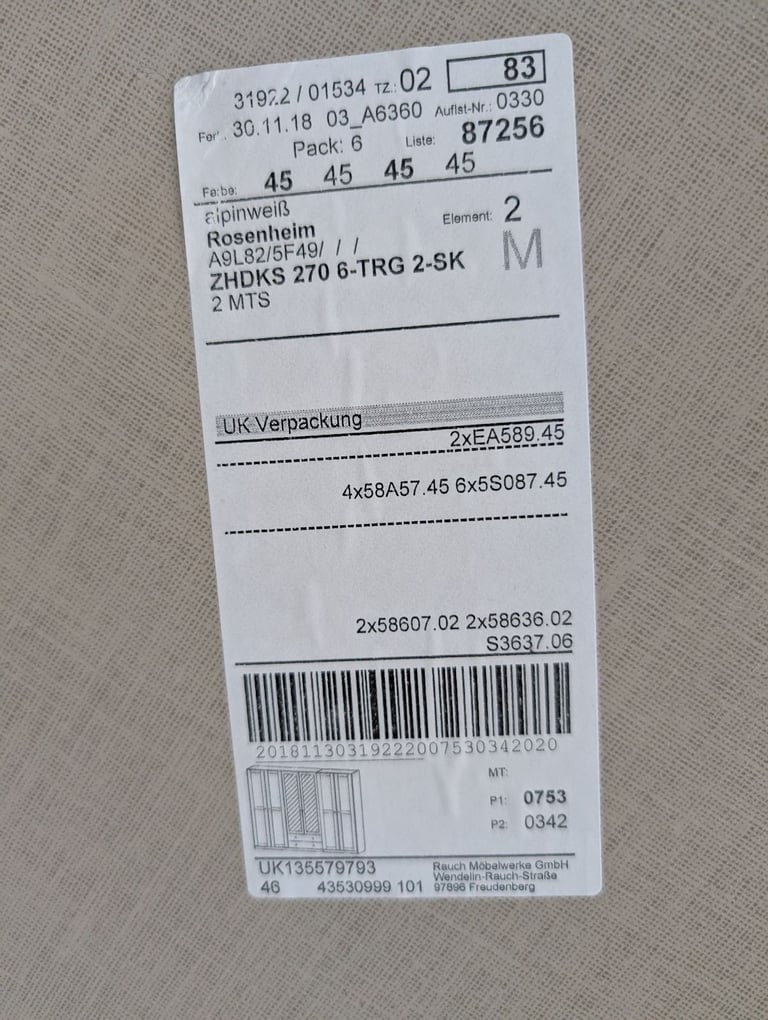 31922 / 01534 TZ.: 02 83
Fer . 30.11.18 03_A6360 Auflst-Nr.: 0330
Pack: 6 Liste: 87256
Farbe: 45 45 45 45
alpinweiß
Rosenheim Element: 2
A9L82/5F49/ / /
ZHDKS 270 6-TRG 2-SK M
2 MTS
UK Verpackung
2xEA589.45
4x58A57.45 6x5S087.45
2x58607.02 2x58636.02
S3637.06
201811303192220075303420​20
MT:
P1: 0753
P2: 0342
UK135579793 Rauch Möbelwerke GmbH
Wendelin-Rauch-Straße
46 43530999 101 97896 Freudenberg